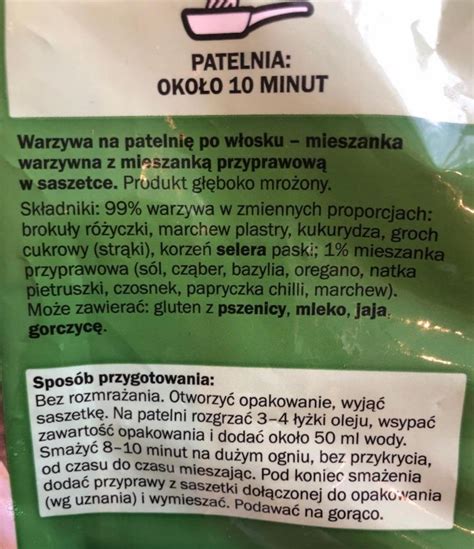 PATELNIA:
OKOŁO 10 MINUT
Warzywa na patelnię po włosku – mieszanka
warzywna z mieszanką przyprawową
w saszetce. Produkt głęboko mrożony.
Składniki: 99% warzywa w zmiennych proporcjach:
brokuły różyczki, marchew plastry, kukurydza, groch
cukrowy (strąki), korzeń selera paski; 1% mieszanka
przyprawowa (sól, cząber, bazylia, oregano, natka
pietruszki, czosnek, papryczka chilli, marchew).
Może zawierać: gluten z pszenicy, mleko, jaja,
gorczycę.
Sposób przygotowania:
Bez rozmrażania. Otworzyć opakowanie, wyjąć
saszetkę. Na patelni rozgrzać 3–4 łyżki oleju, wsypać
zawartość opakowania i dodać około 50 ml wody.
Smażyć 8–10 minut na dużym ogniu, bez przykrycia,
od czasu do czasu mieszając. Pod koniec smażenia
dodać przyprawy z saszetki dołączonej do opakowania
(wg uznania) i wymieszać. Podawać na gorąco.